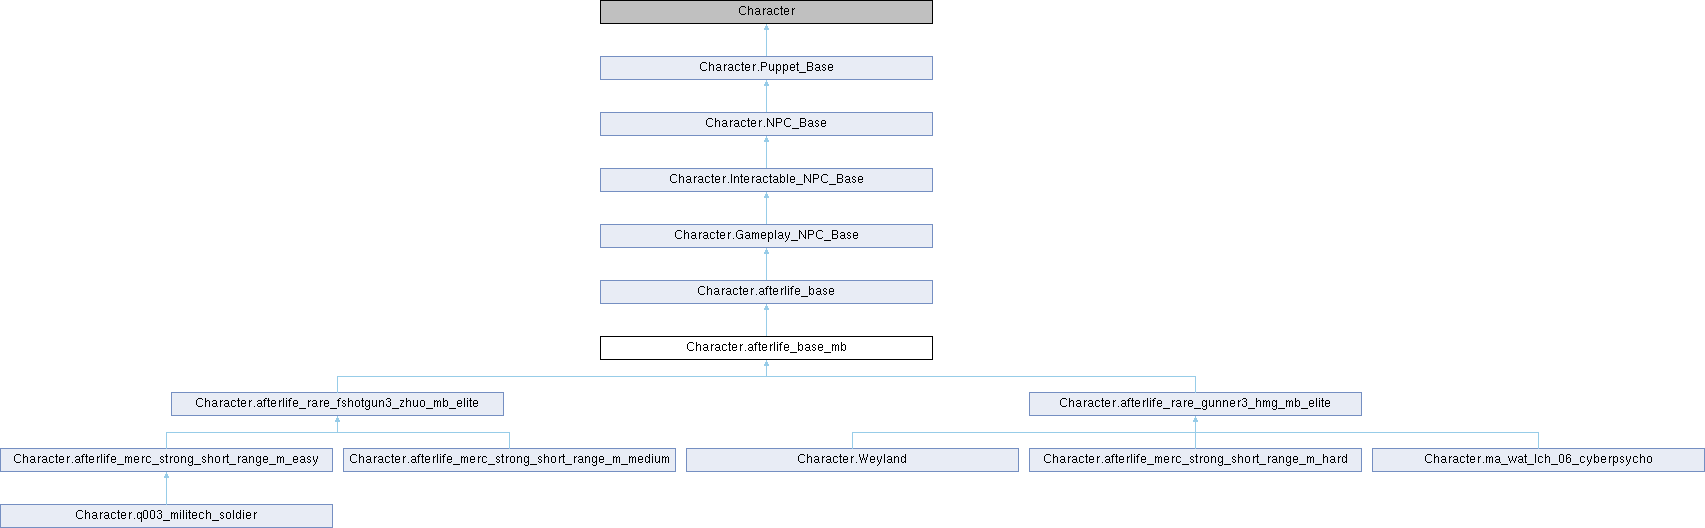 Character
Character.Puppet_Base
Character.NPC_Base
Character.Interactable_NPC_Base
Character.Gameplay_NPC_Base
Character.afterlife_base
Character.afterlife_base_mb
Character.afterlife_rare_fshotgun3_zhuo_mb_elite
Character.afterlife_rare_gunner3_hmg_mb_elite
Character.afterlife_merc_strong_short_range_m_easy
Character.afterlife_merc_strong_short_range_m_medium
Character.Weyland
Character.afterlife_merc_strong_short_range_m_hard
Character.ma_wat_lch_06_cyberpsycho
Character.q003_militech_soldier